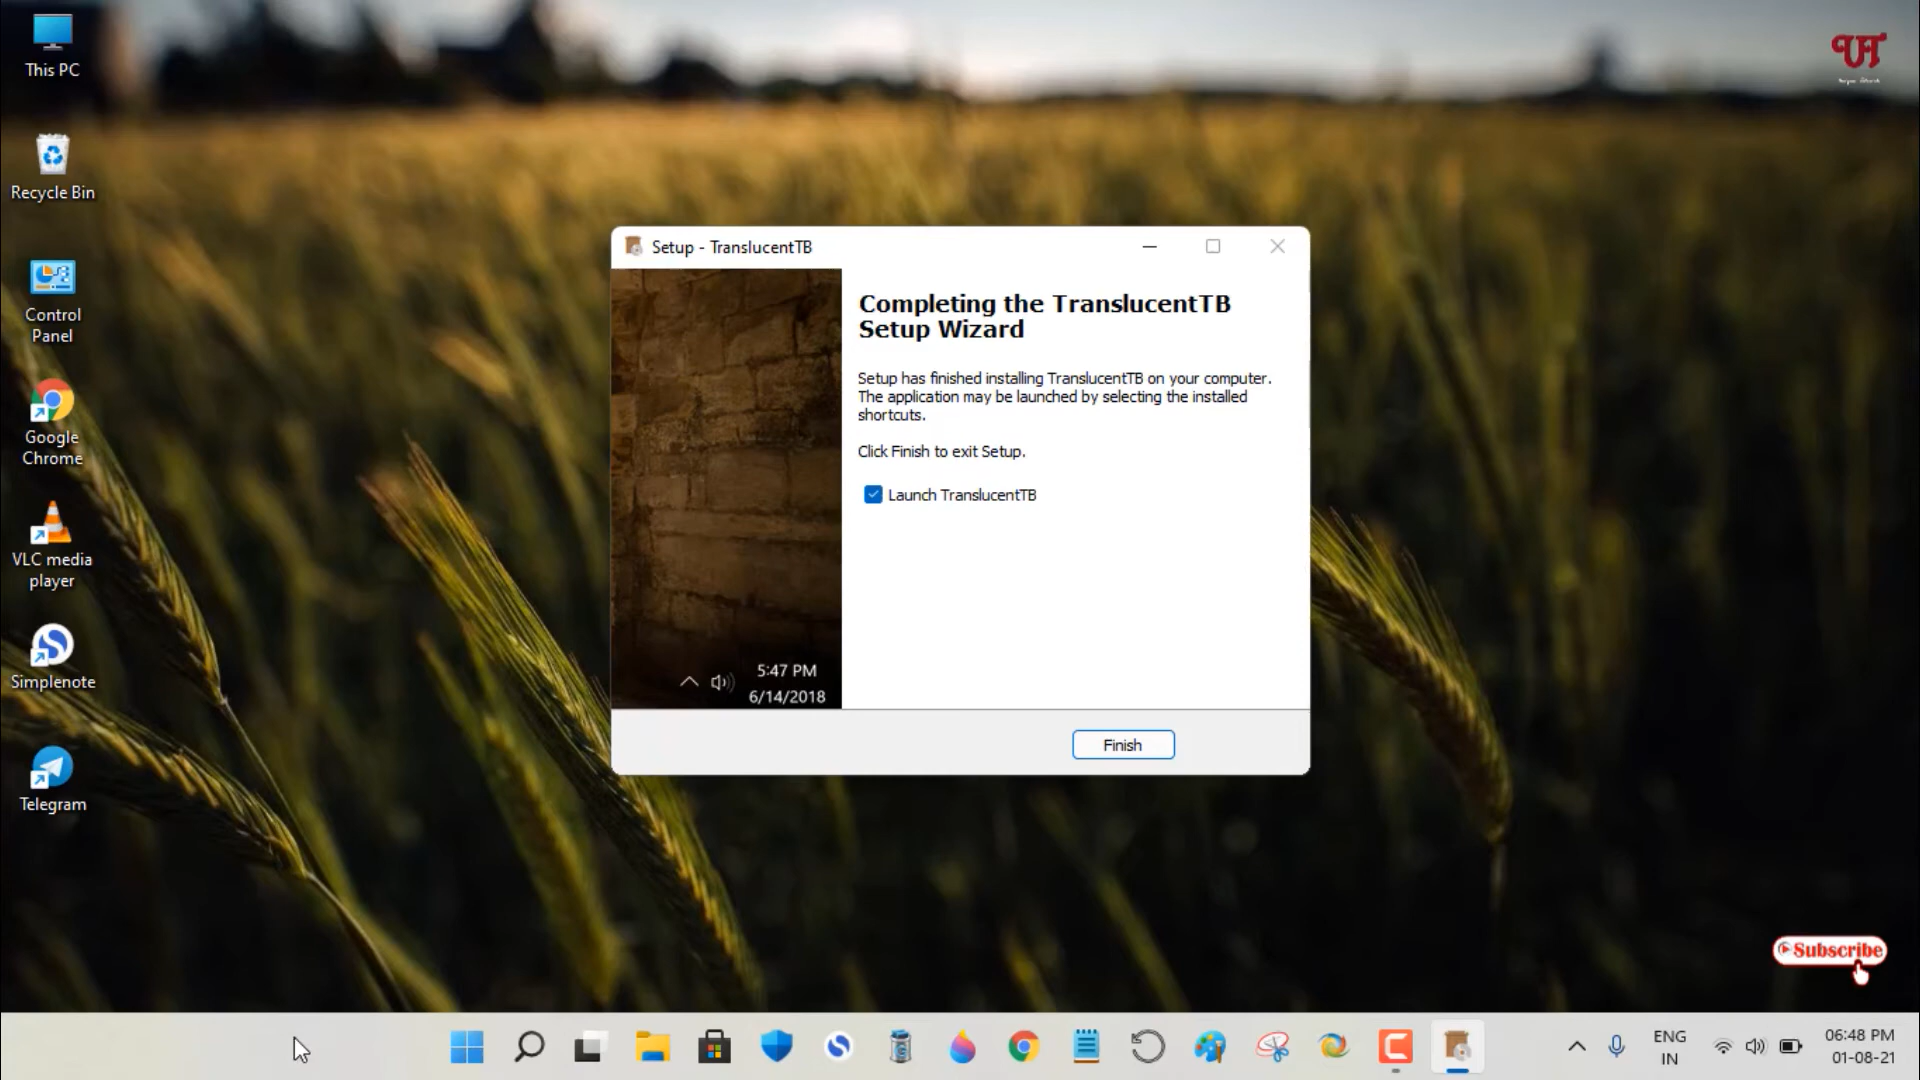 This PC
Recycle Bin
Control
Panel
Google
Chrome
VLC media
player
Simplenote
Telegram
Setup - TranslucentTB
Completing the TranslucentTB
Setup Wizard
Setup has finished installing TranslucentTB on your computer.
The application may be launched by selecting the installed
shortcuts.
Click Finish to exit Setup.
Launch TranslucentTB
5:47 PM
6/14/2018
Finish
Subscribe
ENG
IN
06:48 PM
01-08-21